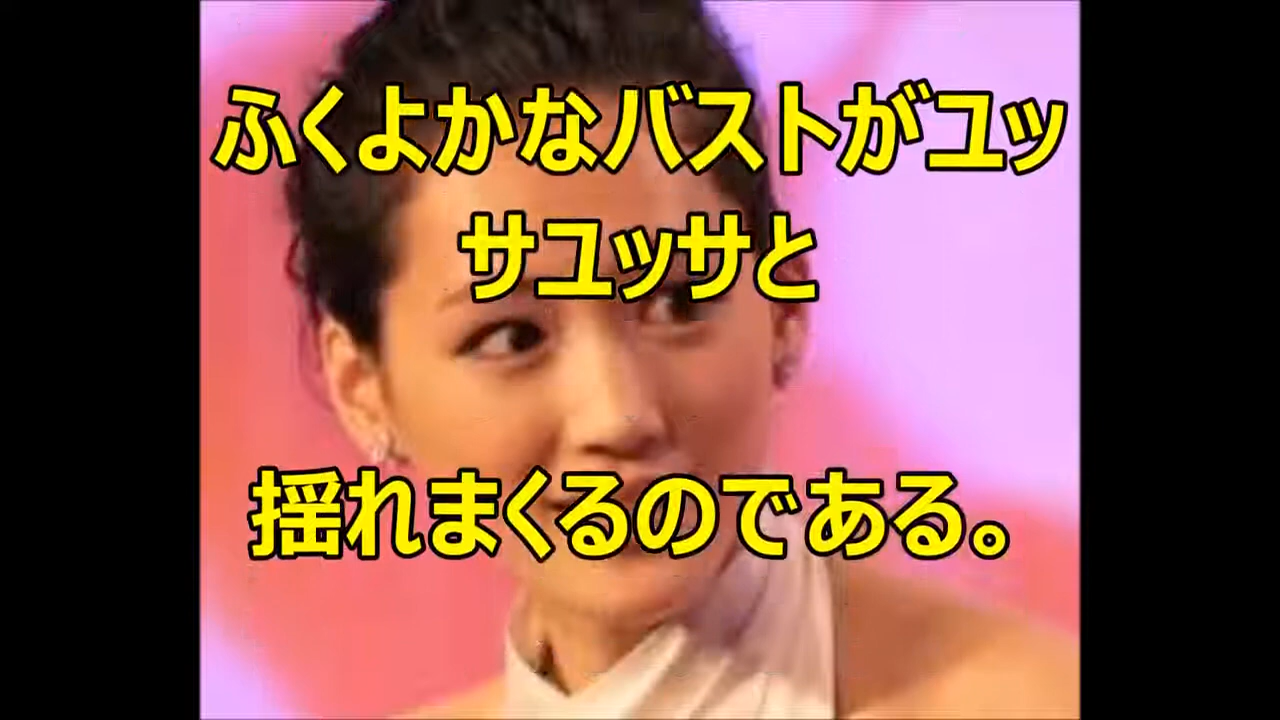 ふくよかなバストがユッ
サユッサと
揺れまくるのである。